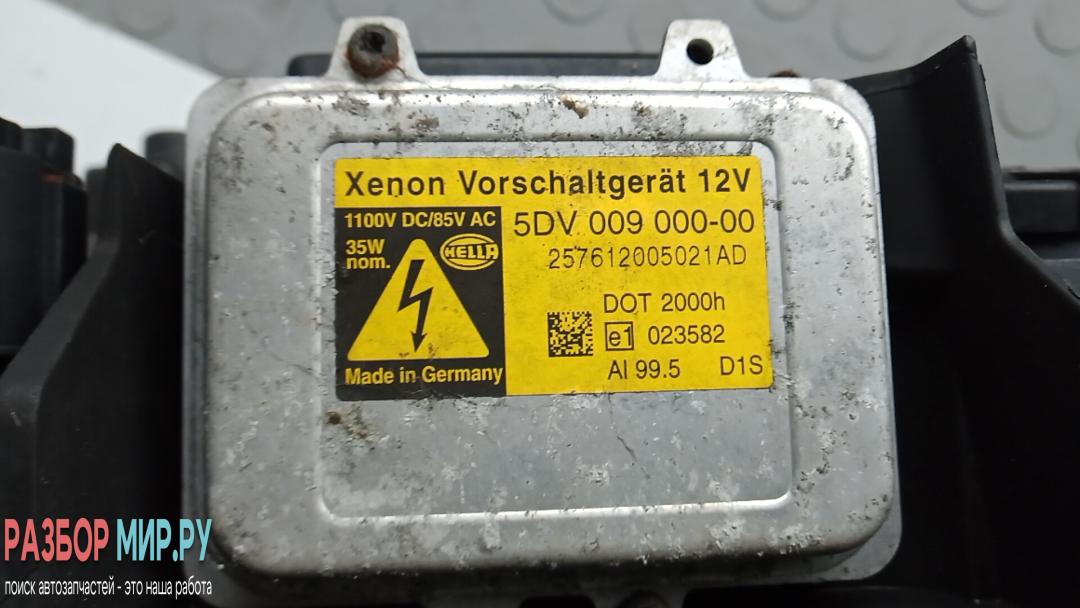 Xenon Vorschaltgerät 12V
1100V DC/85V AC
35W
nom.
HELLA
Made in Germany
5DV 009 000-00
257612005021AD
DOT 2000h
e1 023582
Al 99.5 D1S
РАЗБОР МИР.РУ
поиск автозапчастей - это наша работа